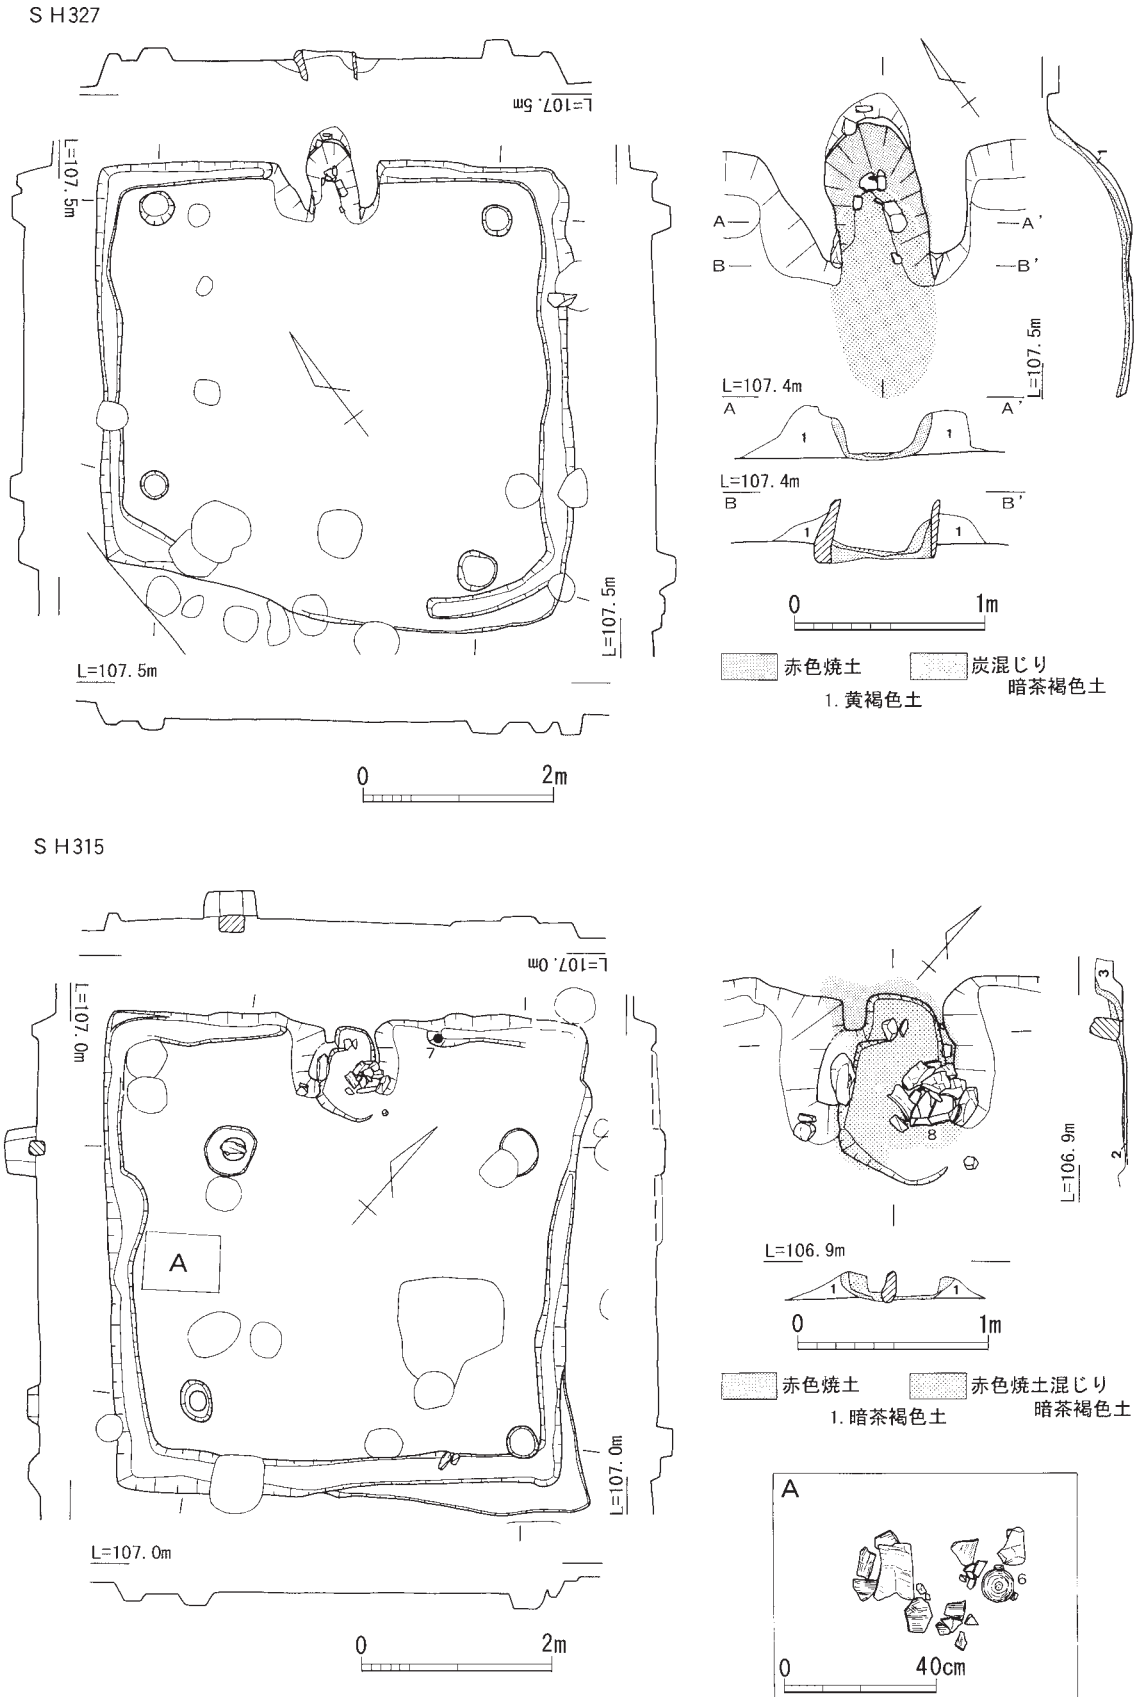 SH327
L=107.5m
L=107.5m
L=107.5m
L=107.5m
0 2m
1
A A'
B B'
L=107.5m
L=107.4m
A A'
1 1
L=107.4m
B B'
1 1
0 1m
赤色焼土
炭混じり
暗茶褐色土
1. 黄褐色土
SH315
L=107.0m
L=107.0m
7
A
L=107.0m
L=107.0m
0 2m
3
8
2
L=106.9m
L=106.9m
1 1
0 1m
赤色焼土
赤色焼土混じり
暗茶褐色土
1. 暗茶褐色土
A
6
0 40cm